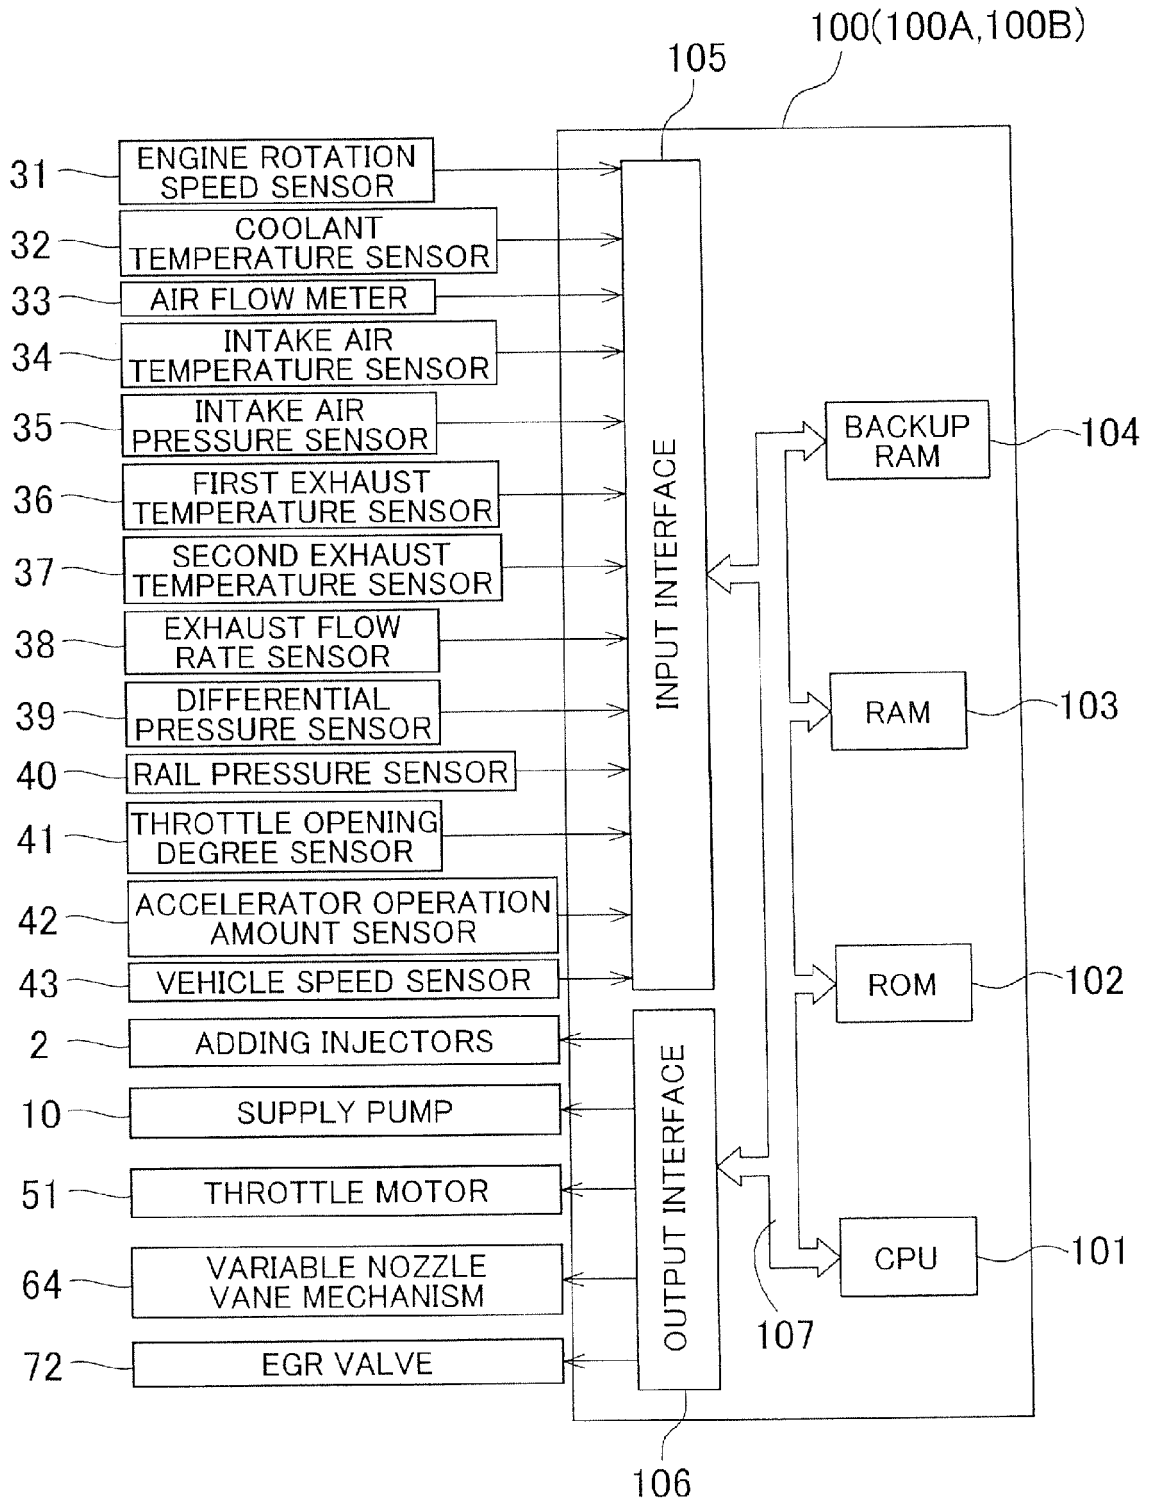 100(100A,100B)
105
31
ENGINE ROTATION
SPEED SENSOR
32
COOLANT
TEMPERATURE SENSOR
33
AIR FLOW METER
34
INTAKE AIR
TEMPERATURE SENSOR
35
INTAKE AIR
PRESSURE SENSOR
36
FIRST EXHAUST
TEMPERATURE SENSOR
37
SECOND EXHAUST
TEMPERATURE SENSOR
38
EXHAUST FLOW
RATE SENSOR
39
DIFFERENTIAL
PRESSURE SENSOR
40
RAIL PRESSURE SENSOR
41
THROTTLE OPENING
DEGREE SENSOR
42
ACCELERATOR OPERATION
AMOUNT SENSOR
43
VEHICLE SPEED SENSOR
2
ADDING INJECTORS
10
SUPPLY PUMP
51
THROTTLE MOTOR
64
VARIABLE NOZZLE
VANE MECHANISM
72
EGR VALVE
INPUT INTERFACE
OUTPUT INTERFACE
BACKUP
RAM
104
RAM
103
ROM
102
CPU
101
107
106